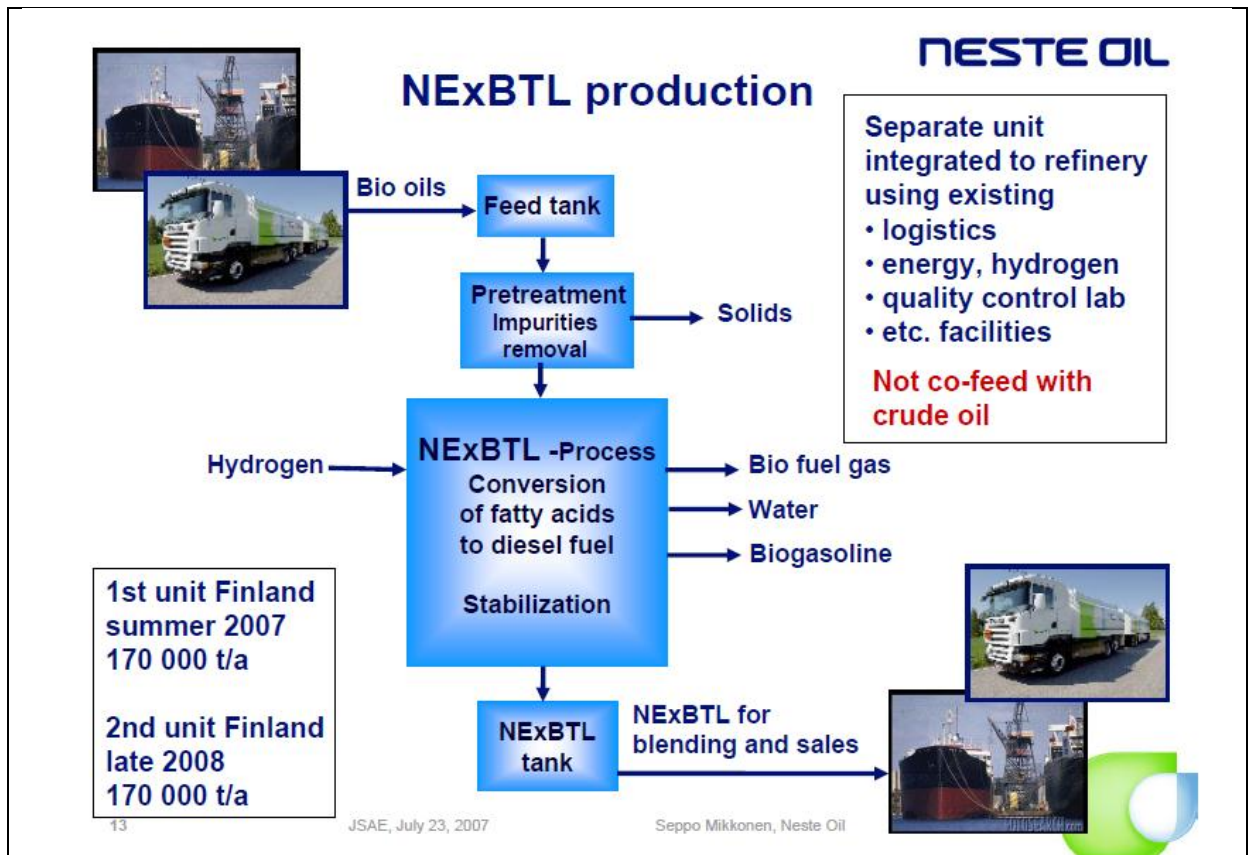 NESTE OIL
NExBTL production
Bio oils
Feed tank
Pretreatment
Impurities
removal
Solids
Separate unit
integrated to refinery
using existing
• logistics
• energy, hydrogen
• quality control lab
• etc. facilities
Not co-feed with
crude oil
Hydrogen
NExBTL -Process
Conversion
of fatty acids
to diesel fuel
Stabilization
Bio fuel gas
Water
Biogasoline
1st unit Finland
summer 2007
170 000 t/a
2nd unit Finland
late 2008
170 000 t/a
NExBTL
tank
NExBTL for
blending and sales
13
JSAE, July 23, 2007
Seppo Mikkonen, Neste Oil